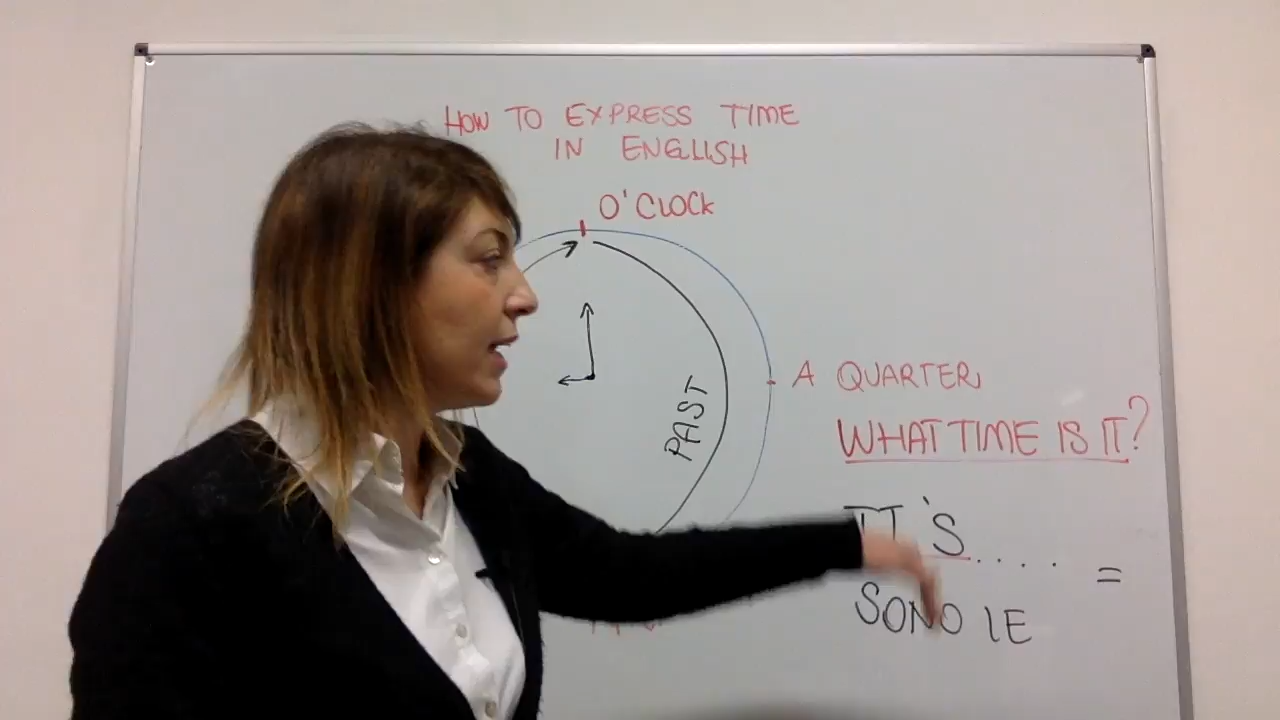 HOW TO EXPRESS TIME
IN ENGLISH
O'CLOCK
A QUARTER
PAST
WHAT TIME IS IT?
IT'S.... =
SONO LE